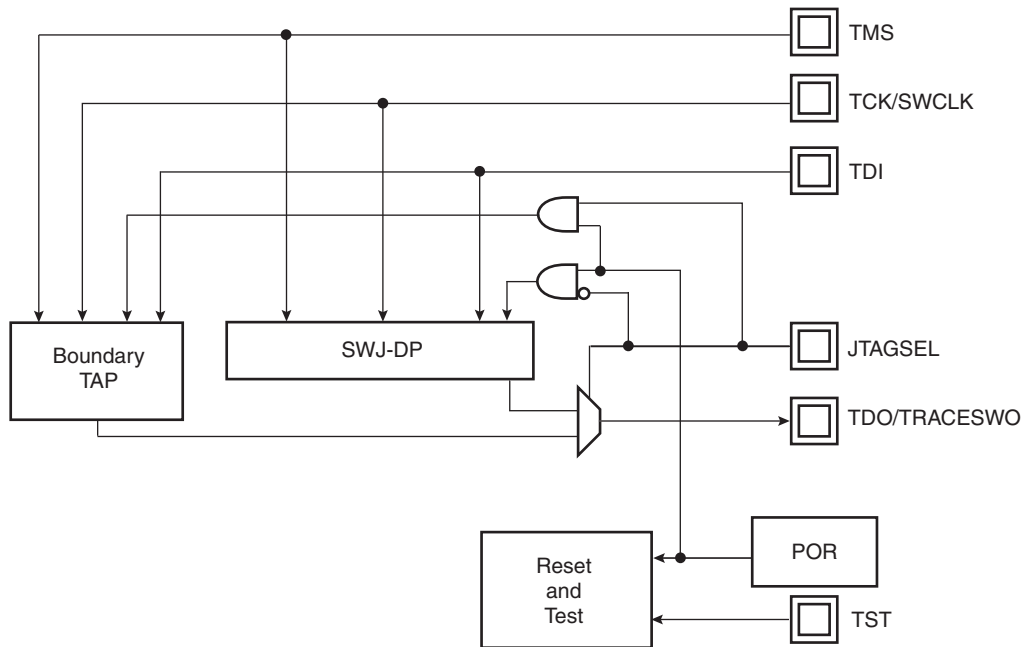 TMS
TCK/SWCLK
TDI
Boundary
TAP
SWJ-DP
JTAGSEL
TDO/TRACESWO
POR
Reset
and
Test
TST